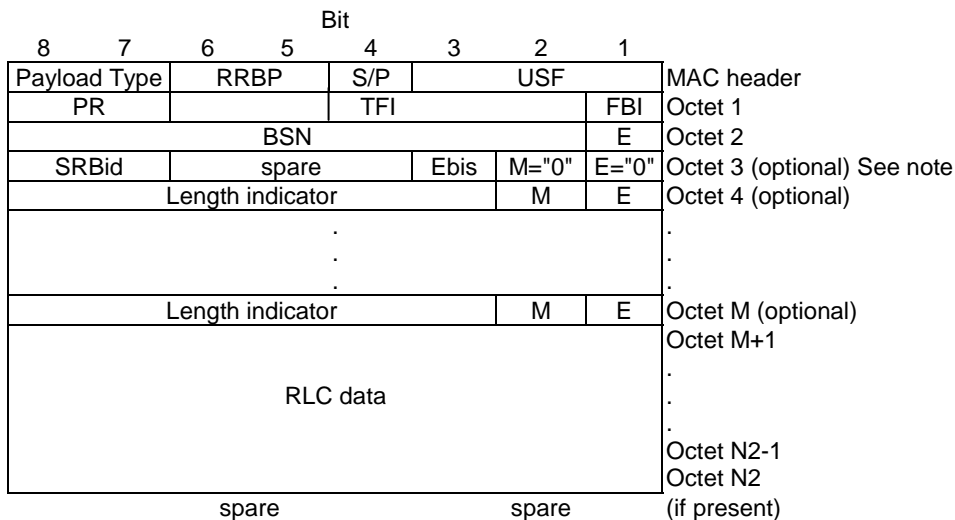 Bit
8 7 6 5 4 3 2 1
Payload Type RRBP S/P USF MAC header
PR TFI FBI Octet 1
BSN E Octet 2
SRBid spare Ebis M="0" E="0" Octet 3 (optional) See note
Length indicator M E Octet 4 (optional)
. .
. .
. .
Length indicator M E Octet M (optional)
Octet M+1
.
RLC data .
.
Octet N2-1
Octet N2
spare spare (if present)